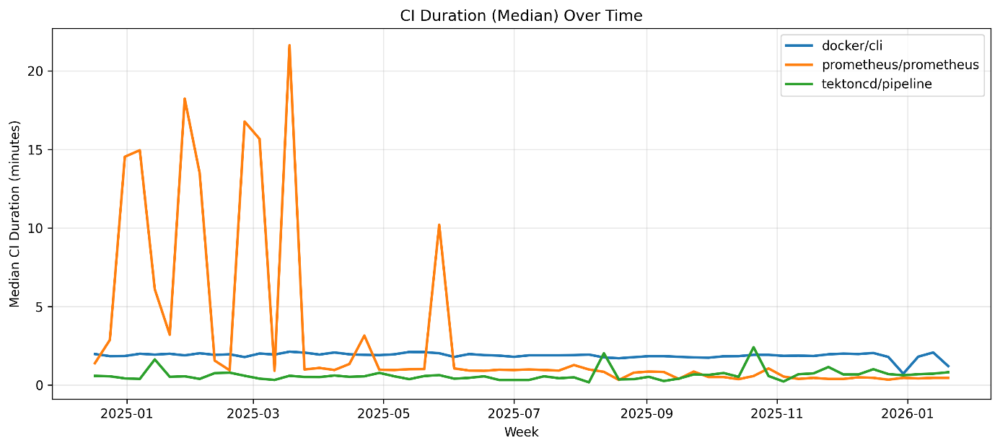 CI Duration (Median) Over Time
docker/cli
prometheus/prometheus
tektoncd/pipeline
Median CI Duration (minutes)
20
15
10
5
0
2025-01 2025-03 2025-05 2025-07 2025-09 2025-11 2026-01
Week